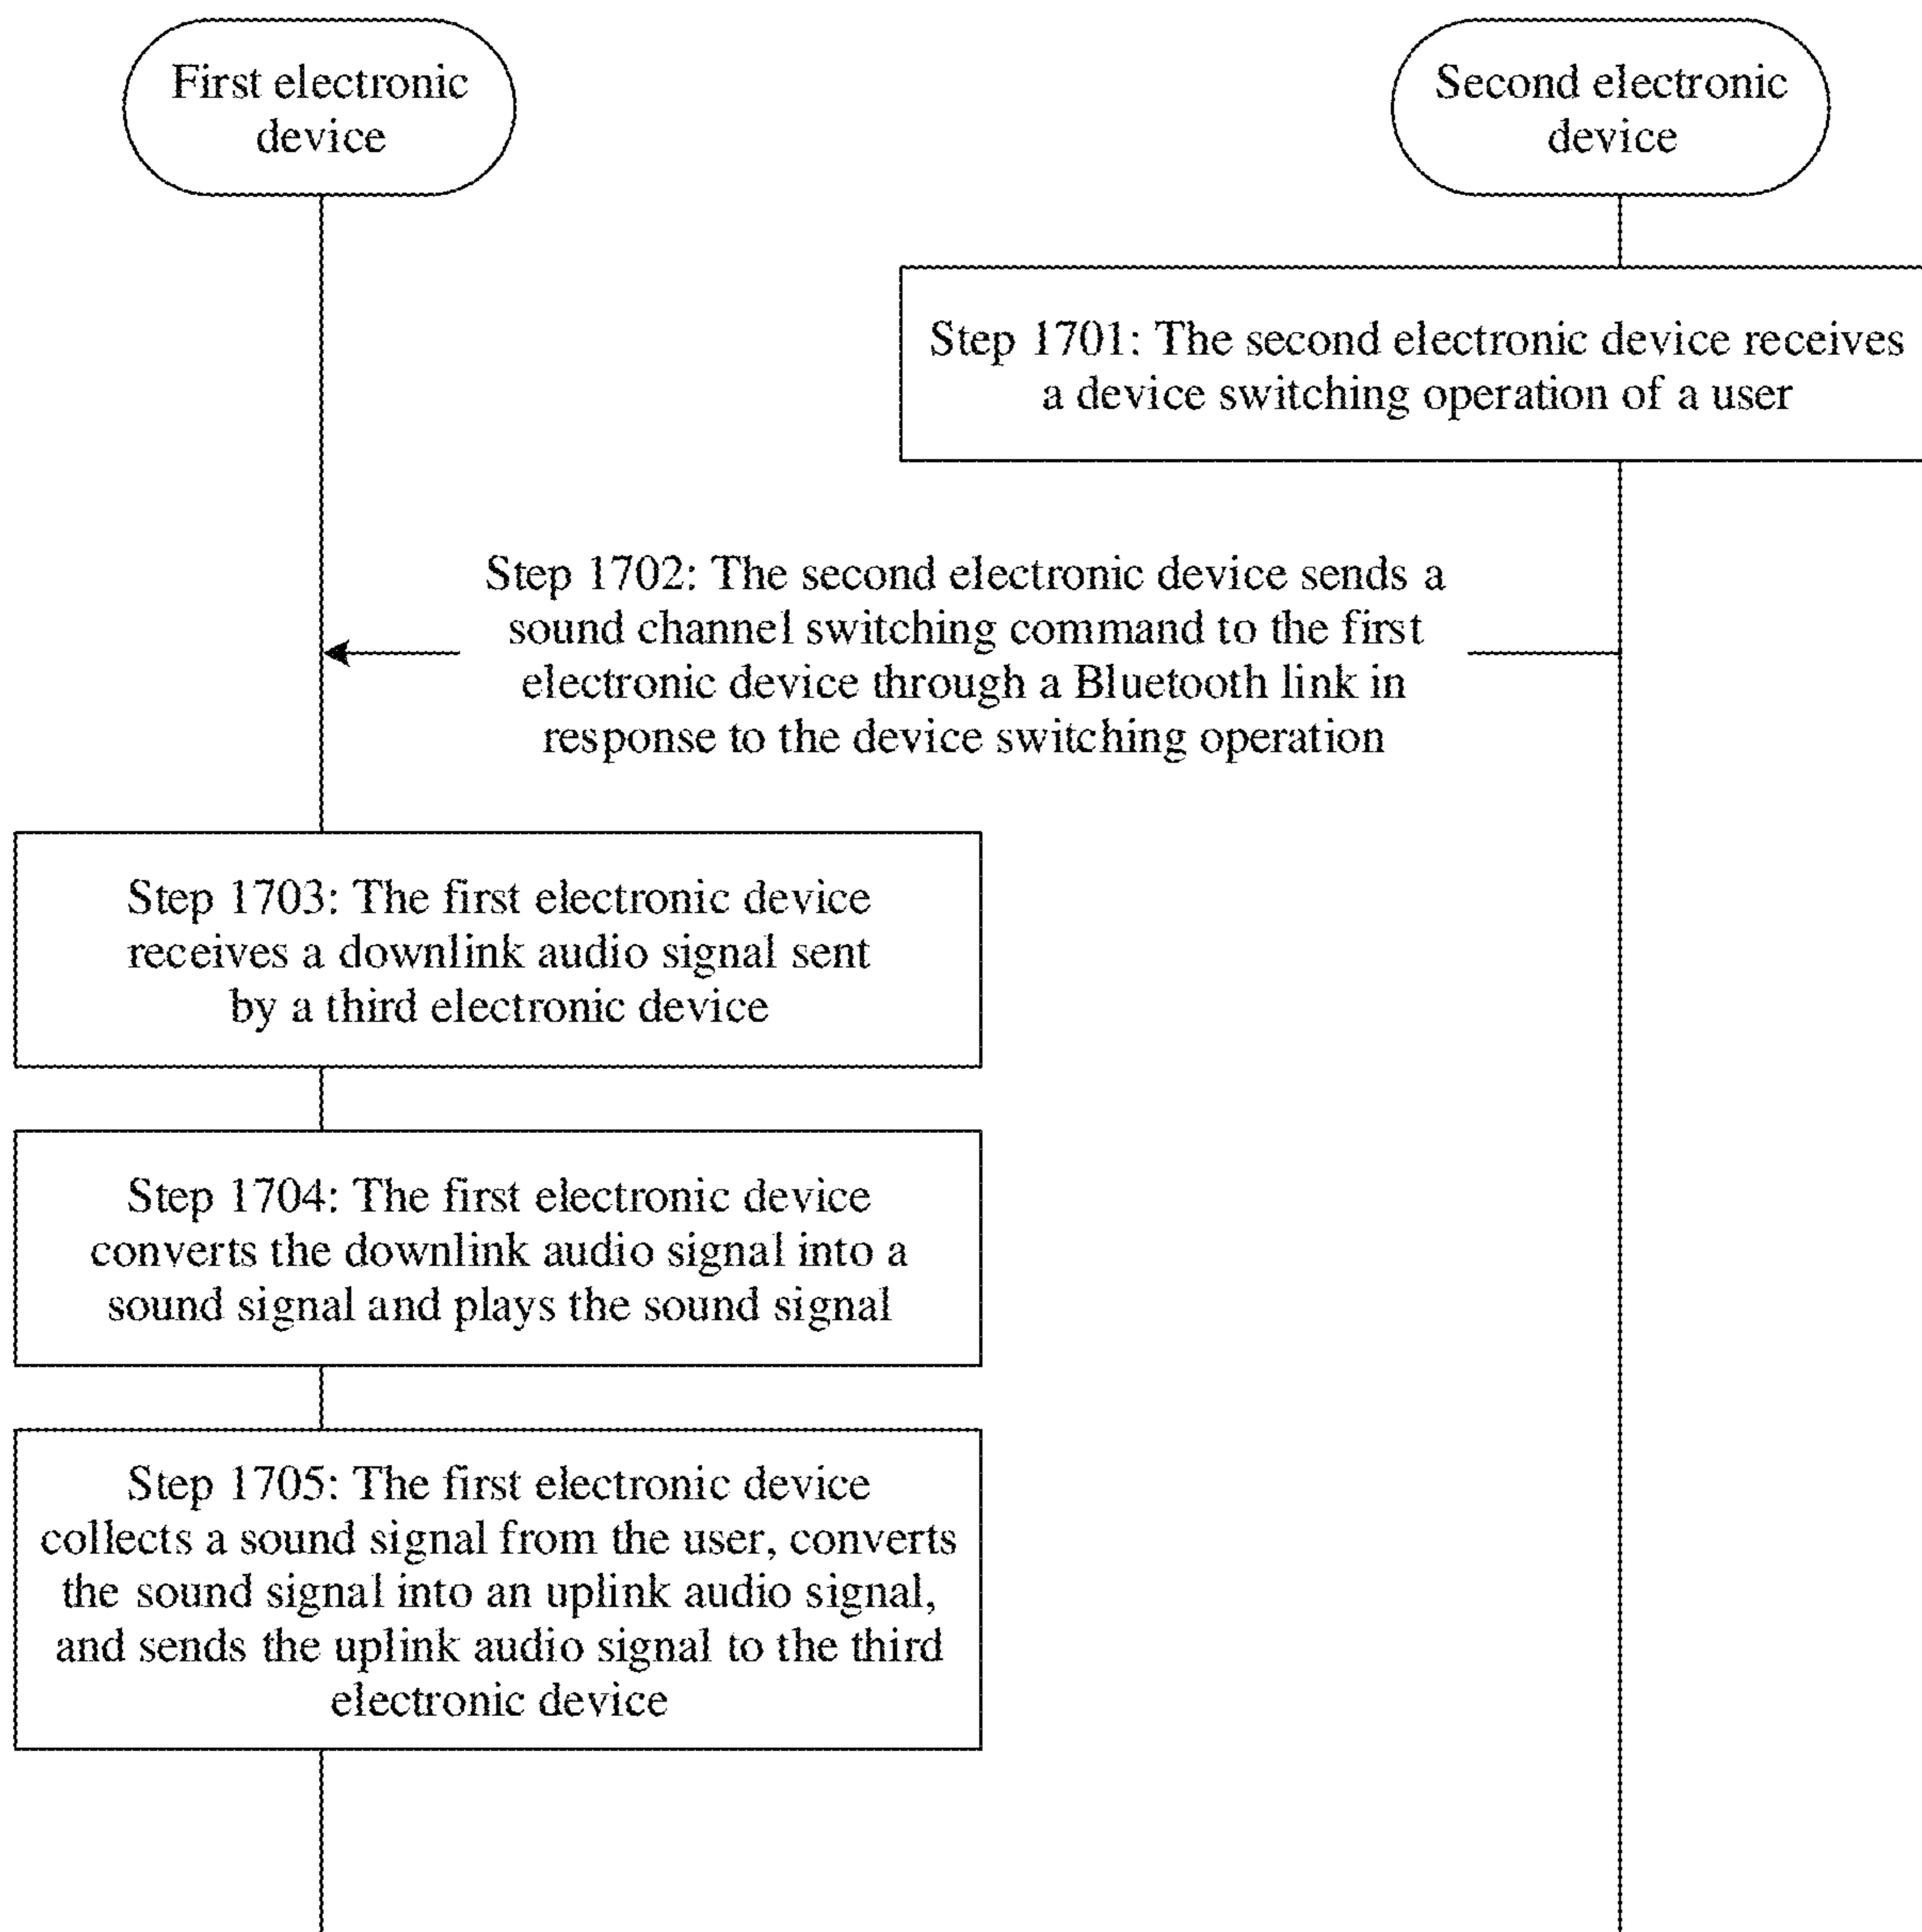 First electronic
device
Second electronic
device
Step 1701: The second electronic device receives
a device switching operation of a user
Step 1702: The second electronic device sends a
sound channel switching command to the first
electronic device through a Bluetooth link in
response to the device switching operation
Step 1703: The first electronic device
receives a downlink audio signal sent
by a third electronic device
Step 1704: The first electronic device
converts the downlink audio signal into a
sound signal and plays the sound signal
Step 1705: The first electronic device
collects a sound signal from the user, converts
the sound signal into an uplink audio signal,
and sends the uplink audio signal to the third
electronic device